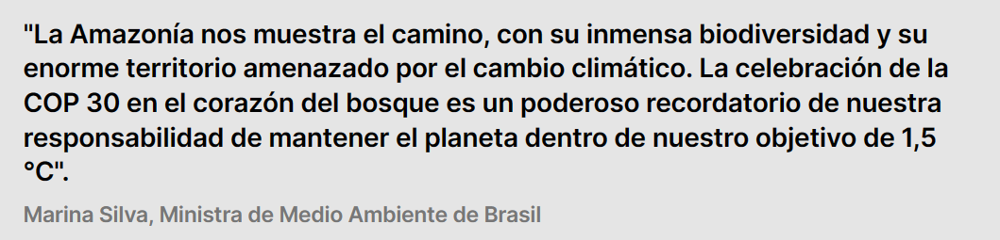 "La Amazonía nos muestra el camino, con su inmensa biodiversidad y su
enorme territorio amenazado por el cambio climático. La celebración de la
COP 30 en el corazón del bosque es un poderoso recordatorio de nuestra
responsabilidad de mantener el planeta dentro de nuestro objetivo de 1,5
°C".
Marina Silva, Ministra de Medio Ambiente de Brasil